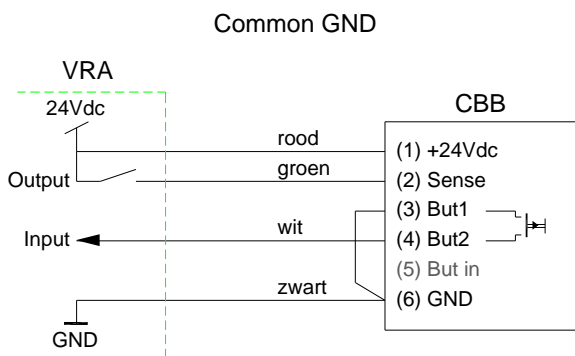 Common GND
VRA
CBB
24Vdc
rood
(1) +24Vdc
groen
Output
(2) Sense
(3) But1
wit
Input
(4) But2
(5) But in
zwart
(6) GND
GND